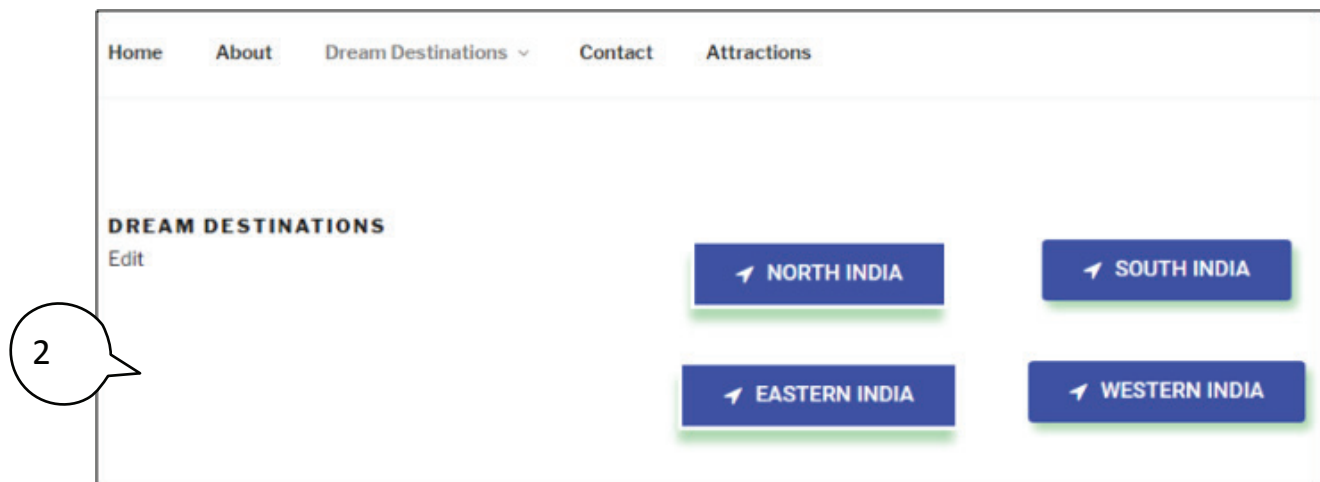 Home About Dream Destinations Contact Attractions
DREAM DESTINATIONS
Edit
NORTH INDIA SOUTH INDIA
2
EASTERN INDIA WESTERN INDIA